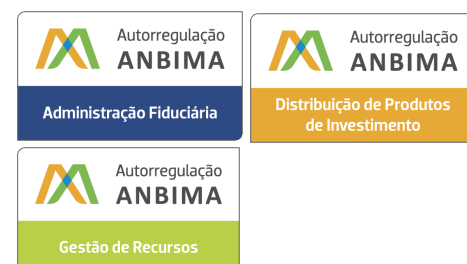 Autorregulação
ANBIMA
Administração Fiduciária
Autorregulação
ANBIMA
Distribuição de Produtos
de Investimento
Autorregulação
ANBIMA
Gestão de Recursos